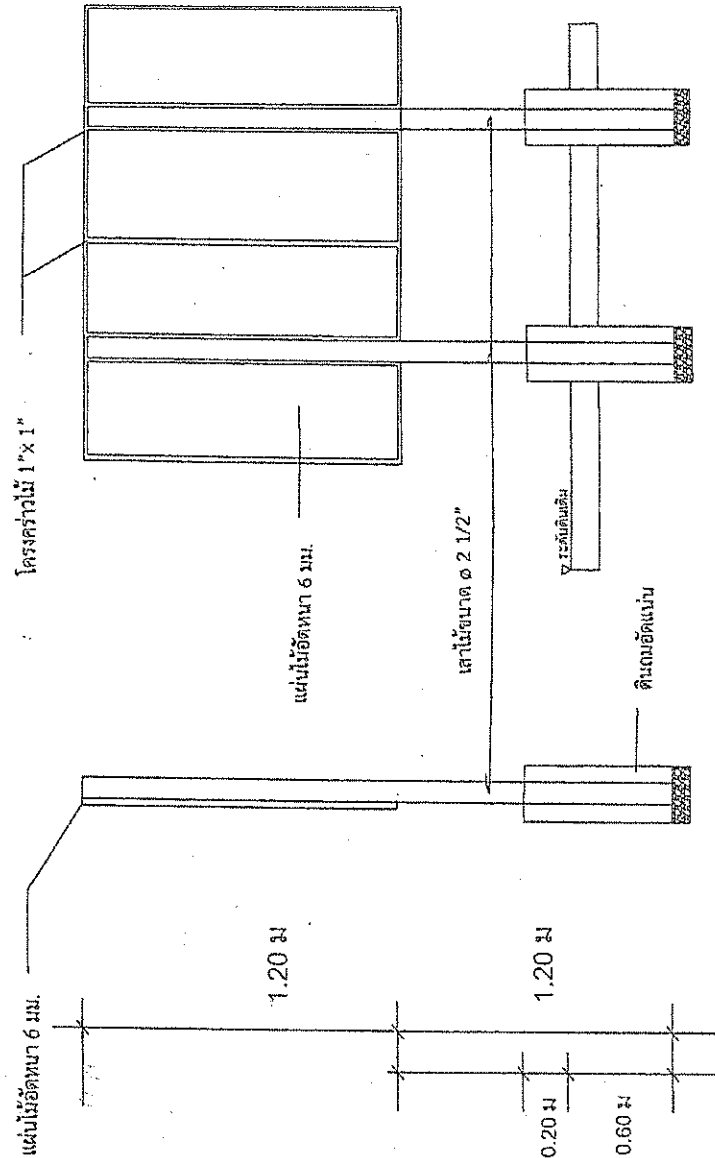 โครงคร่าวไม้ 1"x 1"
แผ่นไม้อัดหนา 6 มม.
แผ่นไม้อัดหนา 6 มม.
1.20 ม
เสาไม้ขนาด ø 2 1/2"
1.20 ม
ระดับดินเดิม
0.20 ม
ดินถมอัดแน่น
0.60 ม